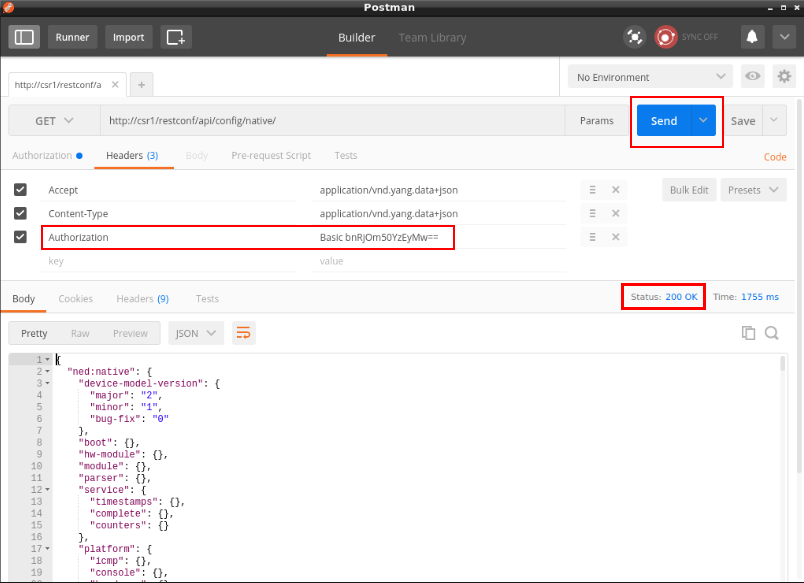 Postman
Runner
Import
Builder
Team Library
SYNC OFF
http://csr1/restconf/a
No Environment
GET
http://csr1/restconf/api/config/native/
Params
Send
Save
Authorization
Headers (3)
Body
Pre-request Script
Tests
Code
Accept
application/vnd.yang.data+json
Bulk Edit
Presets
Content-Type
application/vnd.yang.data+json
Authorization
Basic bnRjOm50YzEyMw==
key
value
Body
Cookies
Headers (9)
Tests
Status: 200 OK
Time: 1755 ms
Pretty
Raw
Preview
JSON
1 {
2 "ned:native": {
3 "device-model-version": {
4 "major": "2",
5 "minor": "1",
6 "bug-fix": "0"
7 },
8 "boot": {},
9 "hw-module": {},
10 "module": {},
11 "parser": {},
12 "service": {
13 "timestamps": {},
14 "complete": {},
15 "counters": {}
16 },
17 "platform": {
18 "icmp": {},
19 "console": {},